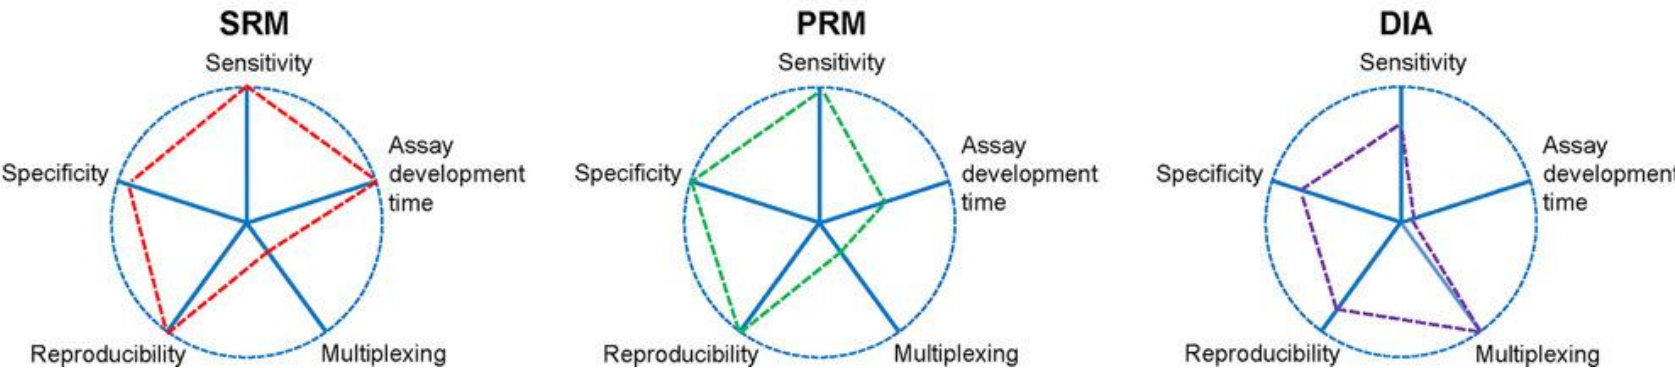 SRM
Sensitivity
Assay
development
time
Specificity
Reproducibility
Multiplexing
PRM
Sensitivity
Assay
development
time
Specificity
Reproducibility
Multiplexing
DIA
Sensitivity
Assay
development
time
Specificity
Reproducibility
Multiplexing